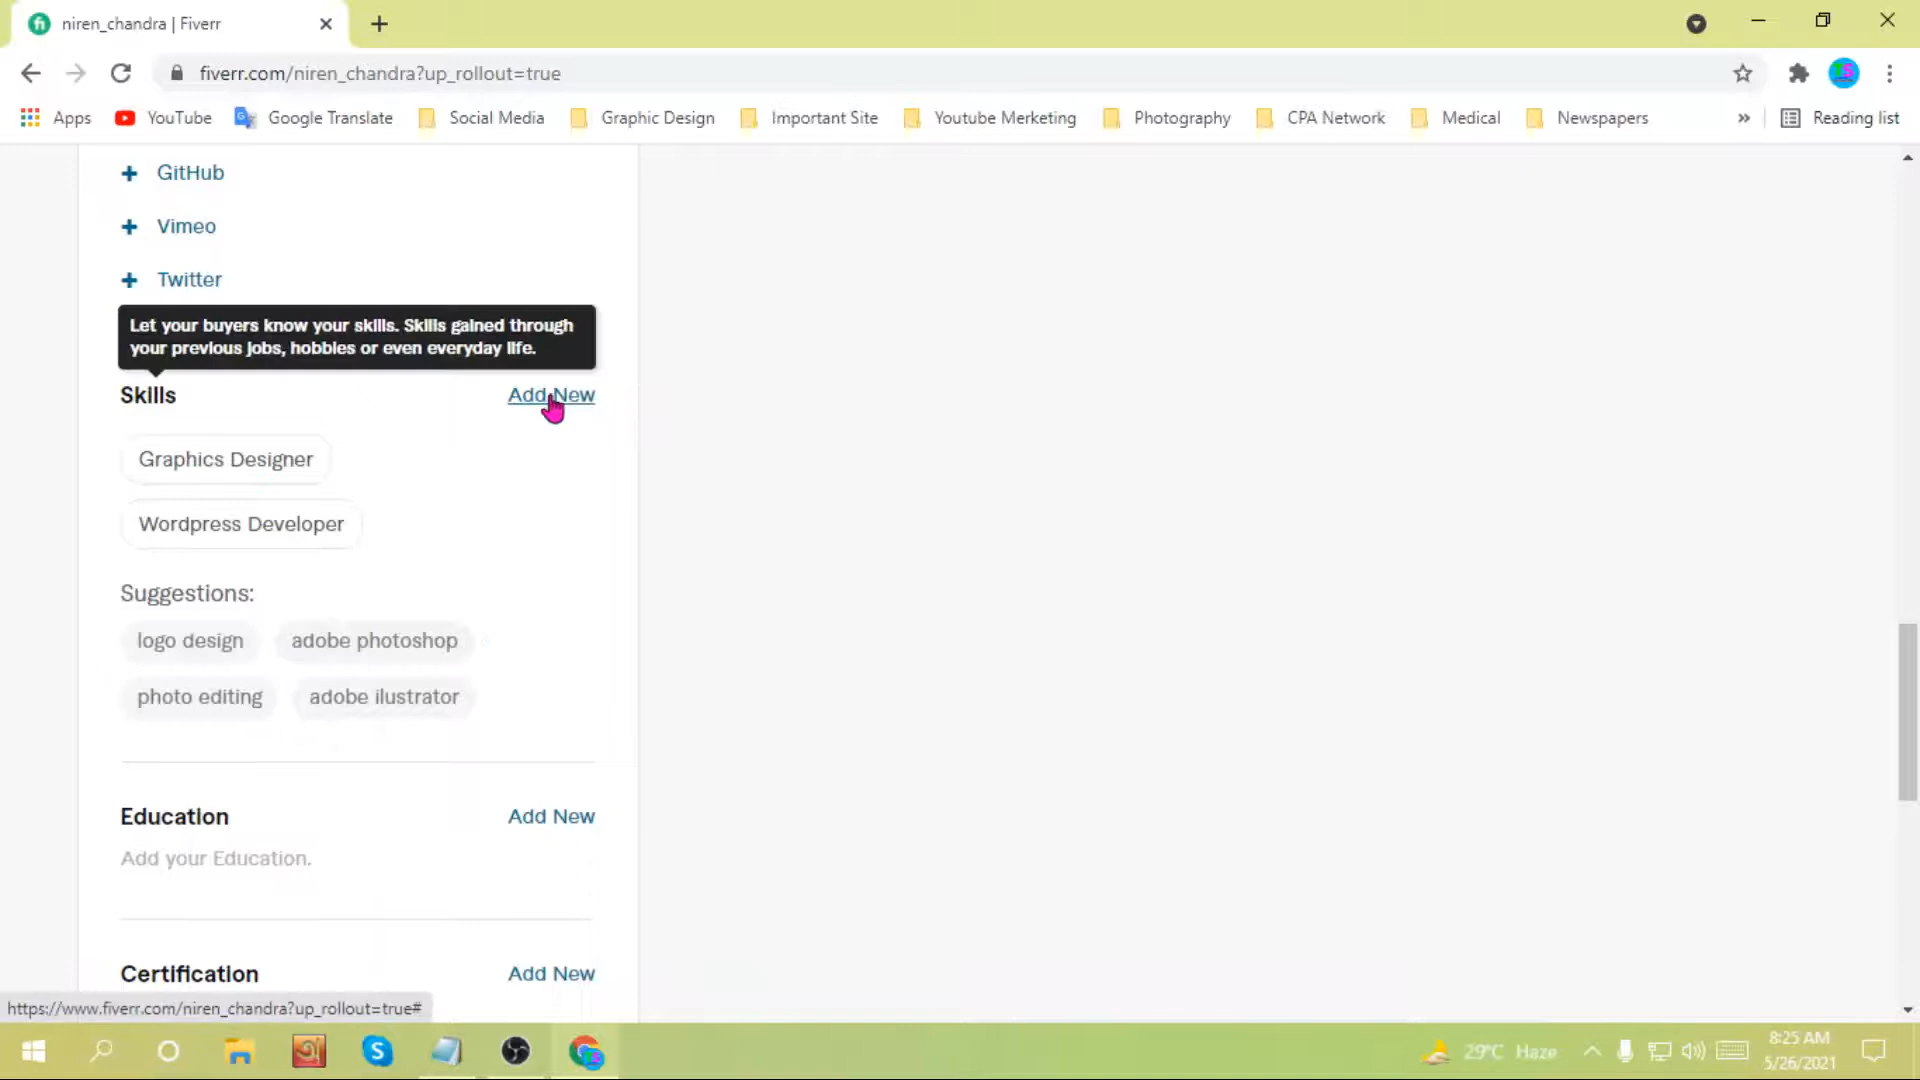 niren_chandra | Fiverr
fiverr.com/niren_chandra?up_rollout=true
Apps YouTube Google Translate Social Media Graphic Design Important Site Youtube Merketing Photography CPA Network Medical Newspapers » Reading list
GitHub
Vimeo
Twitter
Let your buyers know your skills. Skills gained through
your previous jobs, hobbies or even everyday life.
Skills Add New
Graphics Designer
Wordpress Developer
Suggestions:
logo design adobe photoshop
photo editing adobe ilustrator
Education Add New
Add your Education.
Certification Add New
https://www.fiverr.com/niren_chandra?up_rollout=true#
29°C Haze
8:25 AM
5/26/2021